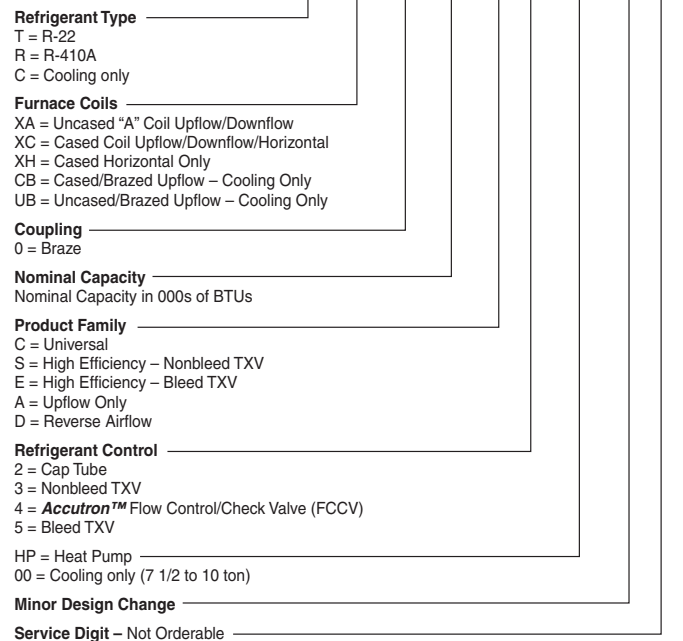 Refrigerant Type
T = R-22
R = R-410A
C = Cooling only
Furnace Coils
XA = Uncased “A” Coil Upflow/Downflow
XC = Cased Coil Upflow/Downflow/Horizontal
XH = Cased Horizontal Only
CB = Cased/Brazed Upflow – Cooling Only
UB = Uncased/Brazed Upflow – Cooling Only
Coupling
0 = Braze
Nominal Capacity
Nominal Capacity in 000s of BTUs
Product Family
C = Universal
S = High Efficiency – Nonbleed TXV
E = High Efficiency – Bleed TXV
A = Upflow Only
D = Reverse Airflow
Refrigerant Control
2 = Cap Tube
3 = Nonbleed TXV
4 = Accutron™ Flow Control/Check Valve (FCCV)
5 = Bleed TXV
HP = Heat Pump
00 = Cooling only (7 1/2 to 10 ton)
Minor Design Change
Service Digit – Not Orderable